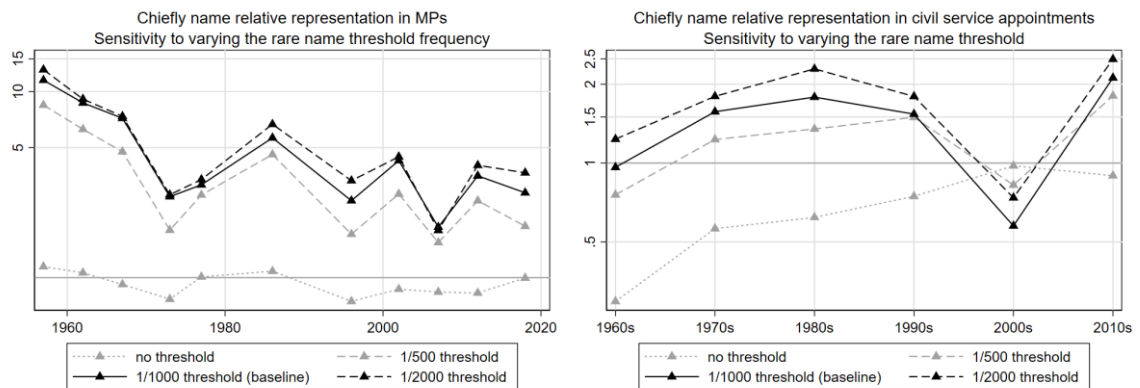 Chiefly name relative representation in MPs
Sensitivity to varying the rare name threshold frequency
15
10
5
1960
1980
2000
2020
no threshold
1/500 threshold
1/1000 threshold (baseline)
1/2000 threshold
Chiefly name relative representation in civil service appointments
Sensitivity to varying the rare name threshold
2.5
2
1.5
1
.5
1960s
1970s
1980s
1990s
2000s
2010s
no threshold
1/500 threshold
1/1000 threshold (baseline)
1/2000 threshold